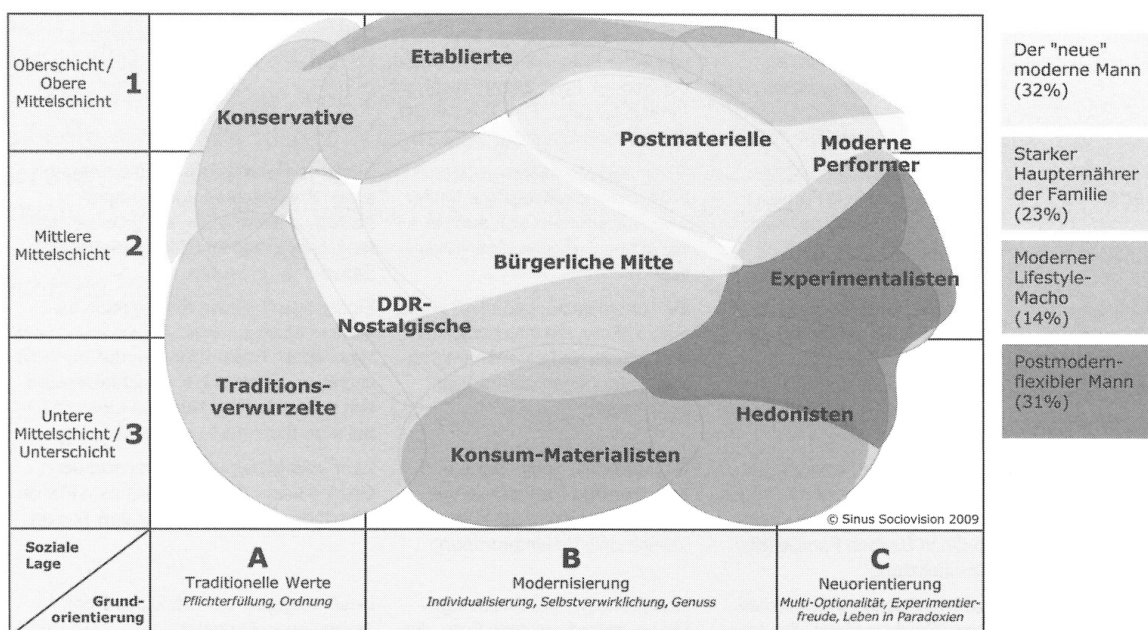 Oberschicht /
Obere
Mittelschicht
1
Mittlere
Mittelschicht
2
Untere
Mittelschicht /
Unterschicht
3
Etablierte
Konservative
Postmaterielle
Moderne
Performer
Bürgerliche Mitte
Experimentalisten
DDR-
Nostalgische
Traditions-
verwurzelte
Hedonisten
Konsum-Materialisten
© Sinus Sociovision 2009
Soziale
Lage
Grund-
orientierung
A
Traditionelle Werte
Pflichterfüllung, Ordnung
B
Modernisierung
Individualisierung, Selbstverwirklichung, Genuss
C
Neuorientierung
Multi-Optionalität, Experimentier-
freude, Leben in Paradoxien
Der "neue"
moderne Mann
(32%)
Starker
Haupternährer
der Familie
(23%)
Moderner
Lifestyle-
Macho
(14%)
Postmodern-
flexibler Mann
(31%)